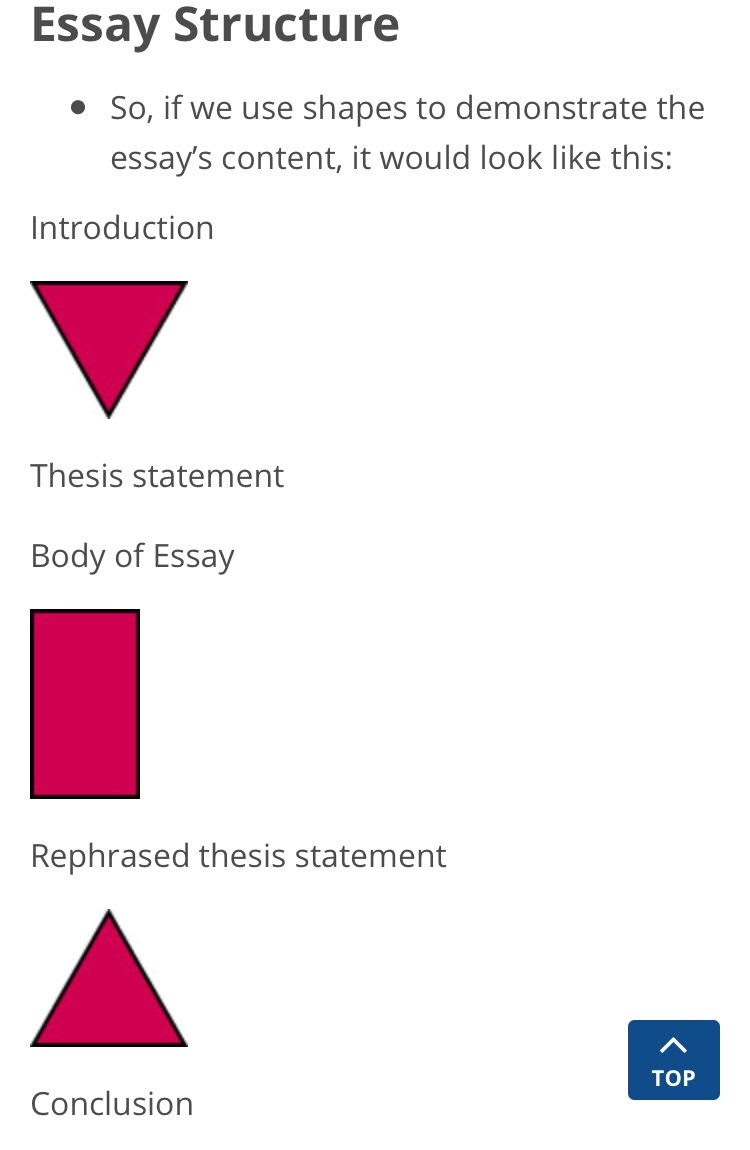 Essay Structure
• So, if we use shapes to demonstrate the
essay’s content, it would look like this:
Introduction
Thesis statement
Body of Essay
Rephrased thesis statement
TOP
Conclusion